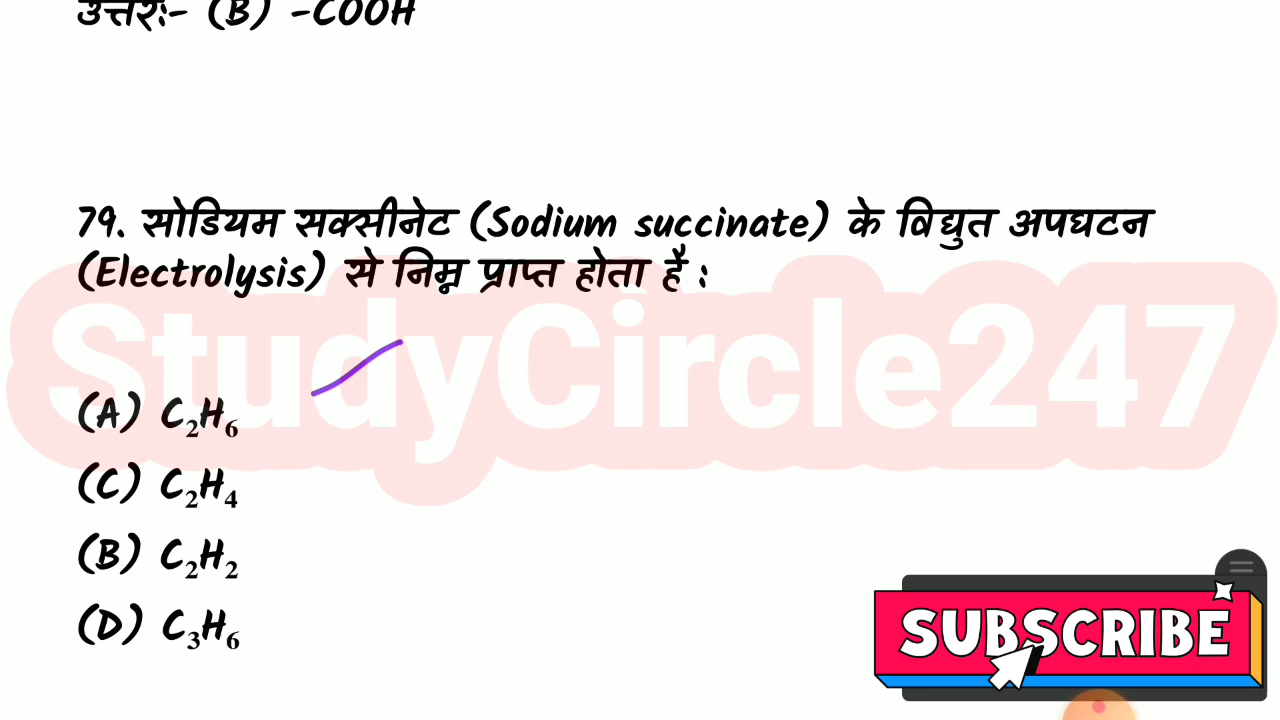 उत्तरः- (B) -COOH
79. सोडियम सक्सीनेट (Sodium succinate) के विद्युत अपघटन
(Electrolysis) से निम्न प्राप्त होता है :
StudyCircle247
(A) C₂H₆
(C) C₂H₄
(B) C₂H₂
(D) C₃H₆
SUBSCRIBE